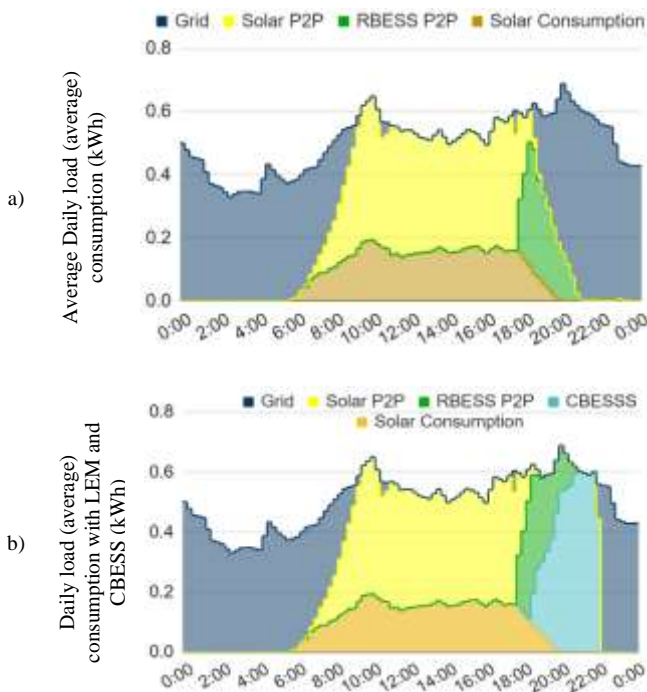 Grid Solar P2P RBESS P2P Solar Consumption
a)
Average Daily load (average)
consumption (kWh)
0.8
0.6
0.4
0.2
0.0
0:00 2:00 4:00 6:00 8:00 10:00 12:00 14:00 16:00 18:00 20:00 22:00 0:00
Grid Solar P2P RBESS P2P CBESSS
Solar Consumption
b)
Daily load (average)
consumption with LEM and
CBESS (kWh)
0.8
0.6
0.4
0.2
0.0
0:00 2:00 4:00 6:00 8:00 10:00 12:00 14:00 16:00 18:00 20:00 22:00 0:00